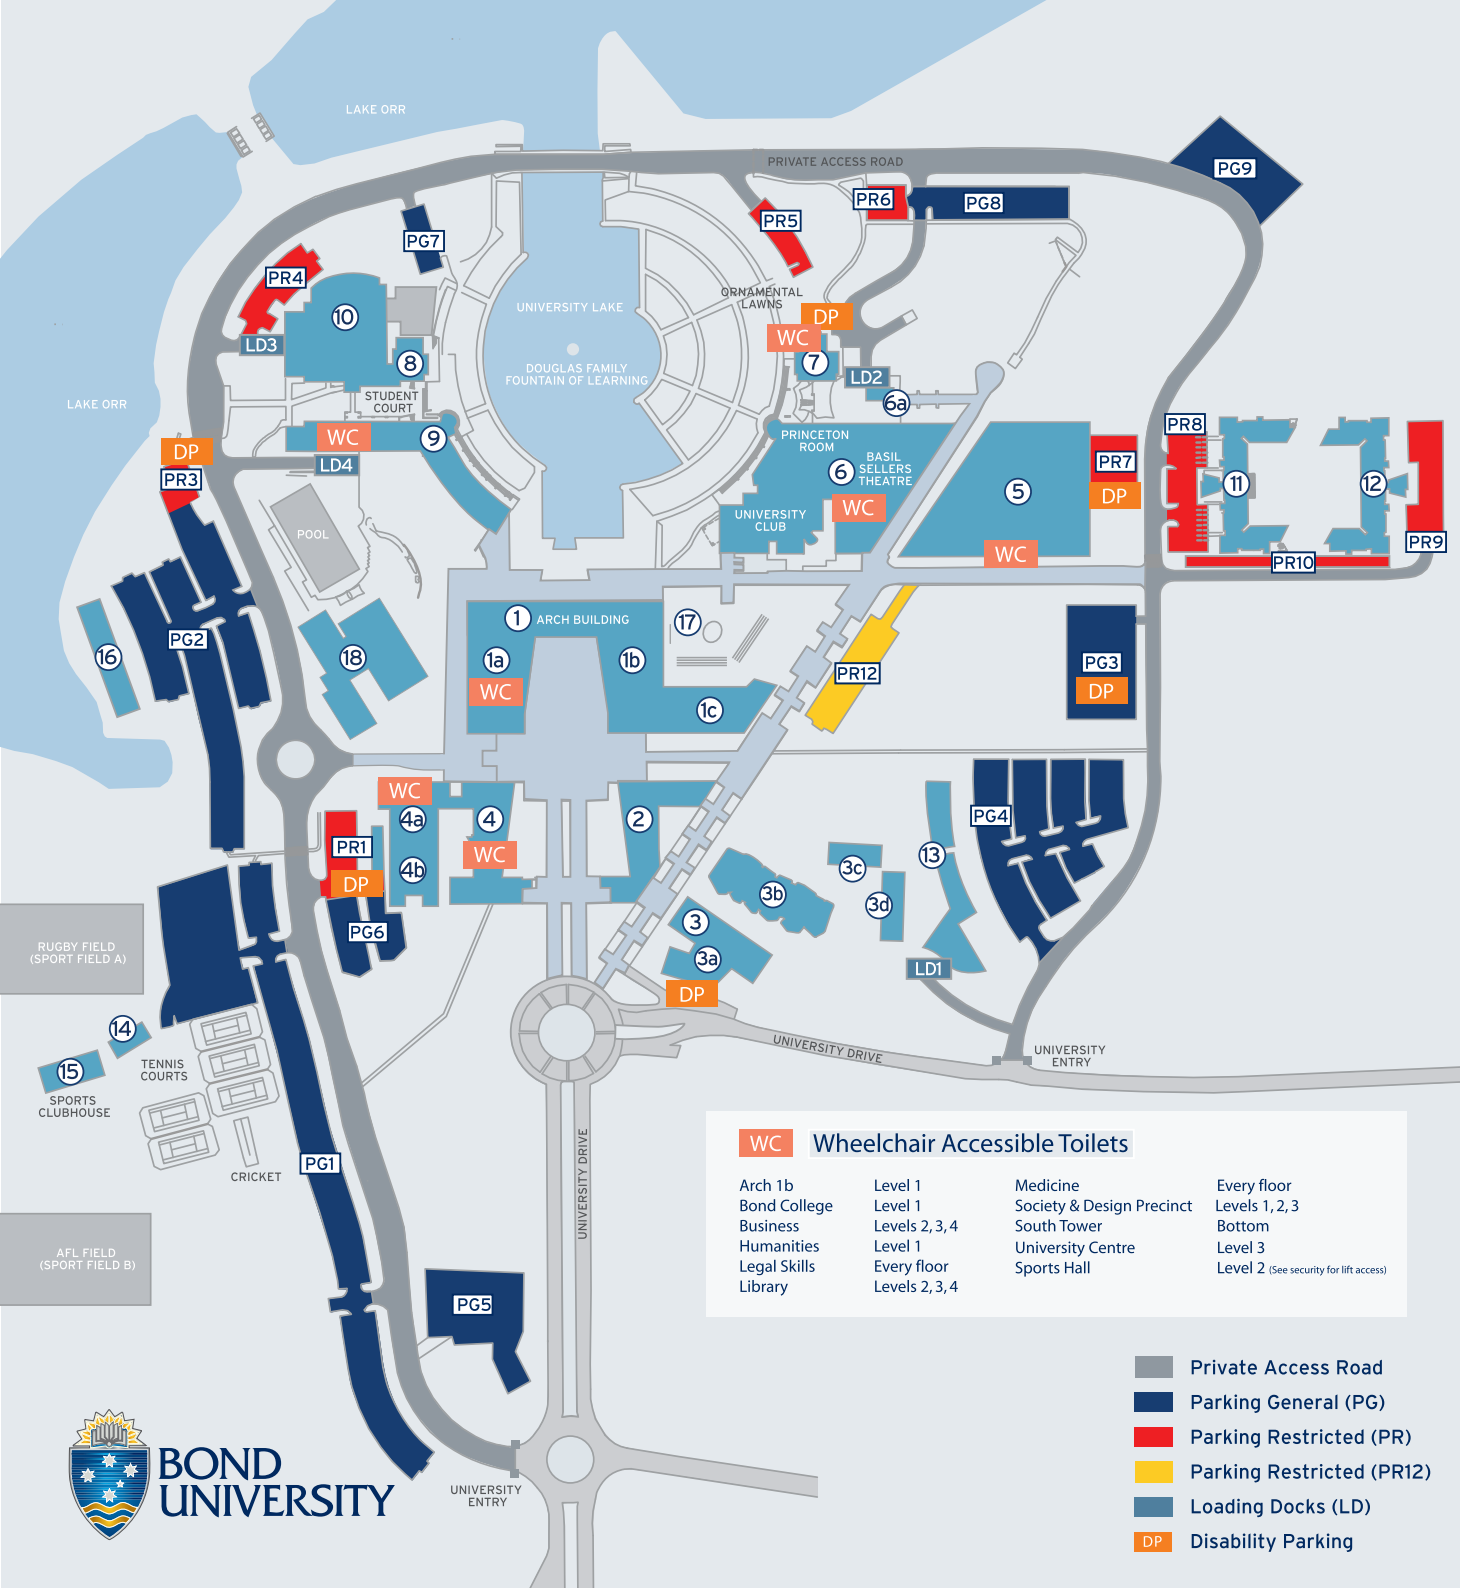 LAKE ORR
PRIVATE ACCESS ROAD
PG9
PR6
PG8
PR5
PG7
PR4
ORNAMENTAL
LAWNS
UNIVERSITY LAKE
DP
10
WC
LD3
8
7
DOUGLAS FAMILY
FOUNTAIN OF LEARNING
LD2
STUDENT
COURT
6a
LAKE ORR
PR8
WC
9
PRINCETON
ROOM
DP
LD4
BASIL
SELLERS
THEATRE
6
PR7
PR3
5
DP
11
12
WC
UNIVERSITY
CLUB
POOL
PR9
WC
PR10
1
ARCH BUILDING
17
PG2
16
18
1a
1b
PG3
PR12
WC
DP
1c
WC
4a
4
2
PG4
PR1
WC
13
3c
DP
4b
3b
3d
PG6
3
RUGBY FIELD
(SPORT FIELD A)
3a
LD1
DP
14
15
TENNIS
COURTS
UNIVERSITY DRIVE
UNIVERSITY
ENTRY
SPORTS
CLUBHOUSE
PG1
CRICKET
UNIVERSITY DRIVE
AFL FIELD
(SPORT FIELD B)
PG5
WC Wheelchair Accessible Toilets
Arch 1b Level 1
Bond College Level 1
Business Levels 2, 3, 4
Humanities Level 1
Legal Skills Every floor
Library Levels 2, 3, 4
Medicine Every floor
Society & Design Precinct Levels 1, 2, 3
South Tower Bottom
University Centre Level 3
Sports Hall Level 2 (See security for lift access)
Private Access Road
Parking General (PG)
Parking Restricted (PR)
Parking Restricted (PR12)
Loading Docks (LD)
DP Disability Parking
BOND
UNIVERSITY
UNIVERSITY
ENTRY